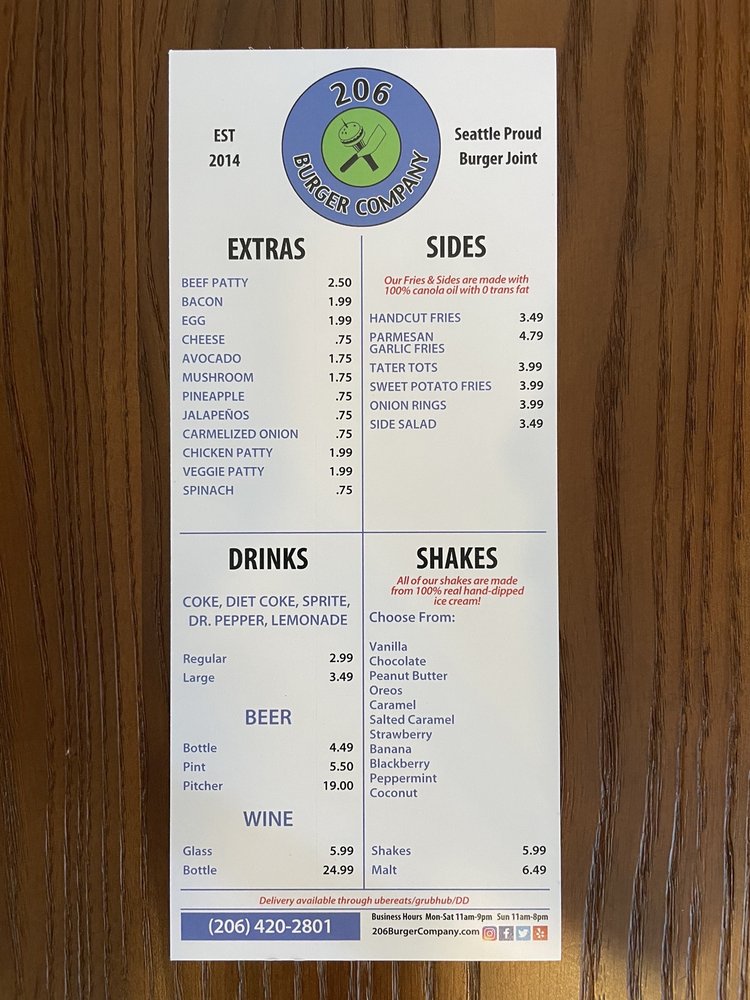 206
BURGER COMPANY
EST
2014
Seattle Proud
Burger Joint
EXTRAS
BEEF PATTY 2.50
BACON 1.99
EGG 1.99
CHEESE .75
AVOCADO 1.75
MUSHROOM 1.75
PINEAPPLE .75
JALAPEÑOS .75
CARMELIZED ONION .75
CHICKEN PATTY 1.99
VEGGIE PATTY 1.99
SPINACH .75
SIDES
Our Fries & Sides are made with
100% canola oil with 0 trans fat
HANDCUT FRIES 3.49
PARMESAN 4.79
GARLIC FRIES
TATER TOTS 3.99
SWEET POTATO FRIES 3.99
ONION RINGS 3.99
SIDE SALAD 3.49
DRINKS
COKE, DIET COKE, SPRITE,
DR. PEPPER, LEMONADE
Regular 2.99
Large 3.49
BEER
Bottle 4.49
Pint 5.50
Pitcher 19.00
WINE
Glass 5.99
Bottle 24.99
SHAKES
All of our shakes are made
from 100% real hand-dipped
ice cream!
Choose From:
Vanilla
Chocolate
Peanut Butter
Oreos
Caramel
Salted Caramel
Strawberry
Banana
Blackberry
Peppermint
Coconut
Shakes 5.99
Malt 6.49
Delivery available through ubereats/grubhub/DD
(206) 420-2801
Business Hours Mon-Sat 11am-9pm Sun 11am-8pm
206BurgerCompany.com